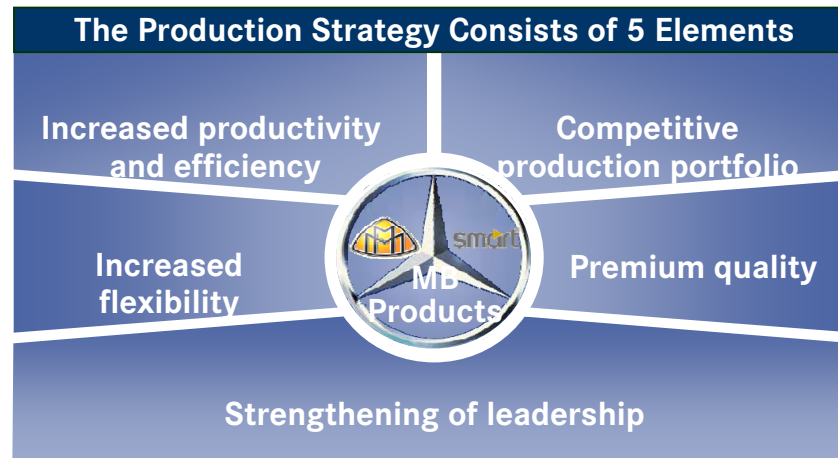 The Production Strategy Consists of 5 Elements
Increased productivity
and efficiency
Competitive
production portfolio
smart
MB
Products
Increased
flexibility
Premium quality
Strengthening of leadership